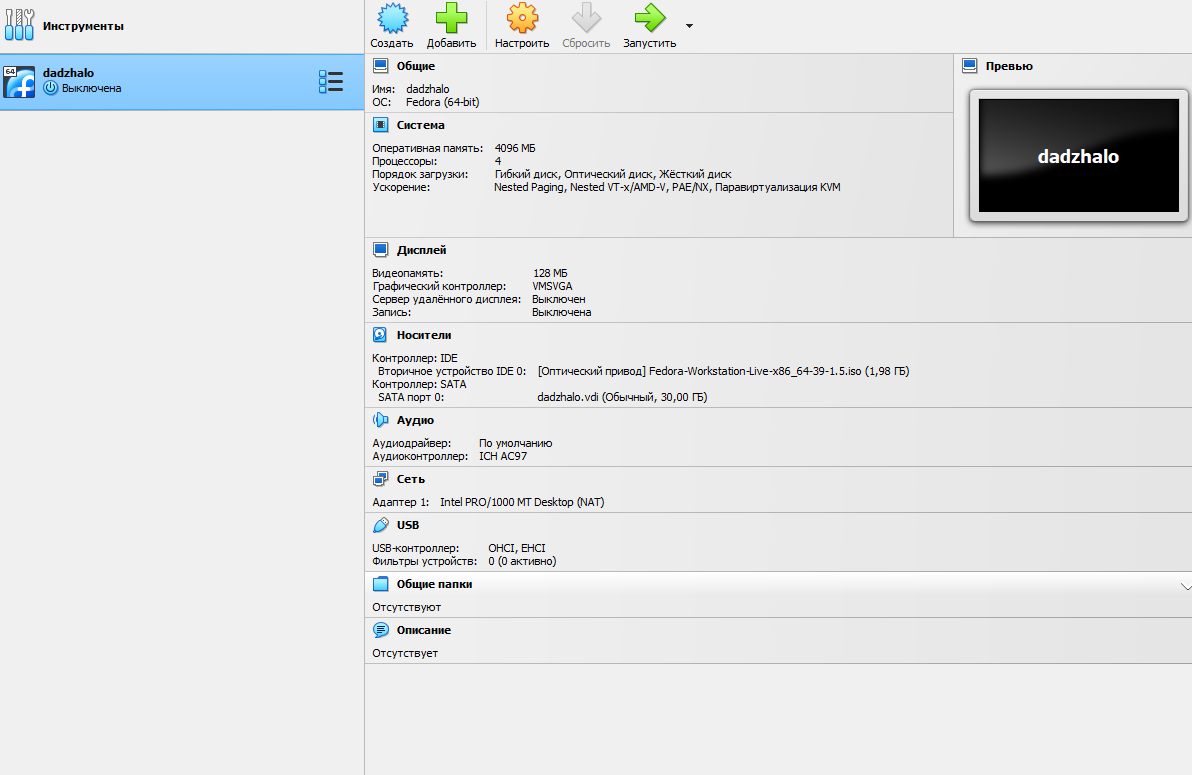 Инструменты
Создать Добавить Настроить Сбросить Запустить
64
dadzhalo
Выключена
Общие
Имя: dadzhalo
ОС: Fedora (64-bit)
Превью
dadzhalo
Система
Оперативная память: 4096 МБ
Процессоры: 4
Порядок загрузки: Гибкий диск, Оптический диск, Жёсткий диск
Ускорение: Nested Paging, Nested VT-x/AMD-V, PAE/NX, Паравиртуализация KVM
Дисплей
Видеопамять: 128 МБ
Графический контроллер: VMSVGA
Сервер удалённого дисплея: Выключен
Запись: Выключена
Носители
Контроллер: IDE
Вторичное устройство IDE 0: [Оптический привод] Fedora-Workstation-Live-x86_64-39-1.5.iso (1,98 ГБ)
Контроллер: SATA
SATA порт 0: dadzhalo.vdi (Обычный, 30,00 ГБ)
Аудио
Аудиодрайвер: По умолчанию
Аудиоконтроллер: ICH AC97
Сеть
Адаптер 1: Intel PRO/1000 MT Desktop (NAT)
USB
USB-контроллер: OHCI, EHCI
Фильтры устройств: 0 (0 активно)
Общие папки
Отсутствуют
Описание
Отсутствует